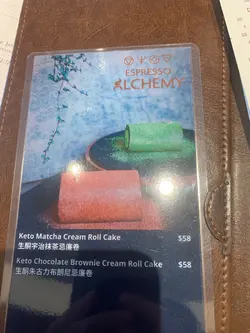 ESPRESSO
ALCHEMY
Keto Matcha Cream Roll Cake $58
生酮宇治抹茶忌廉卷
Keto Chocolate Brownie Cream Roll Cake $58
生酮朱古力布朗尼忌廉卷